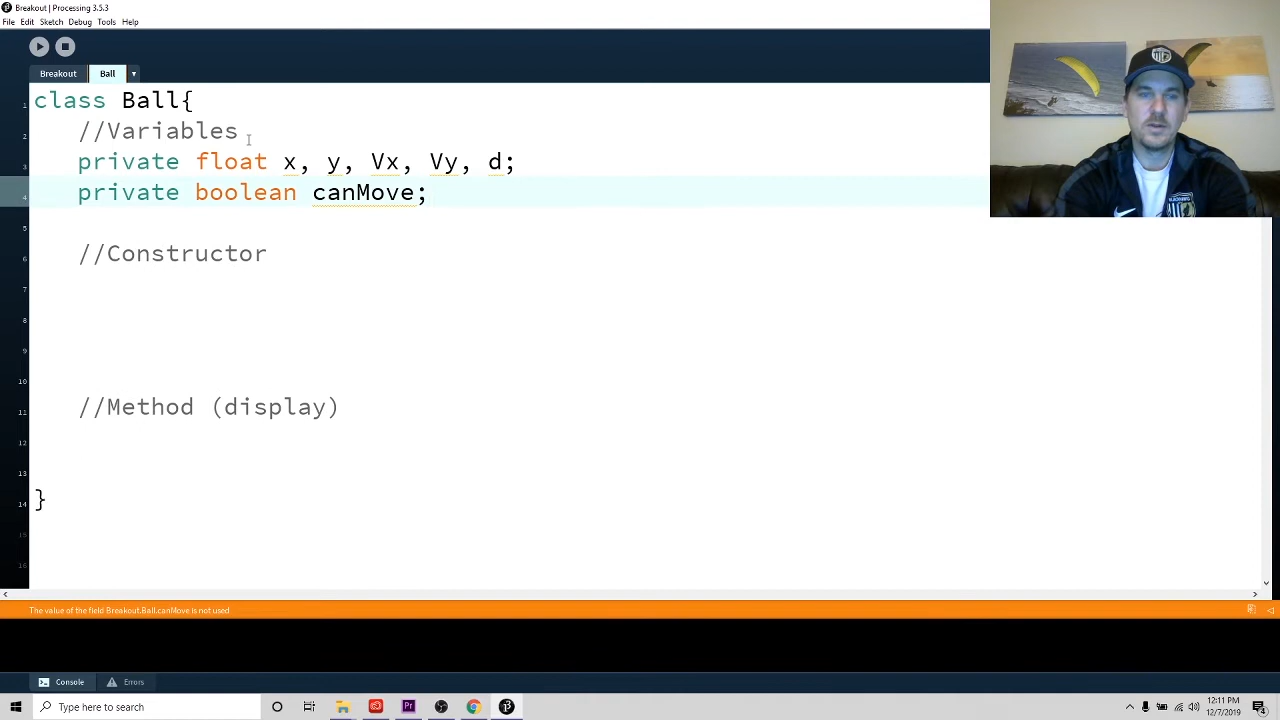 Breakout | Processing 3.5.3
File Edit Sketch Debug Tools Help
Breakout Ball ▾
1 class Ball{
2 //Variables
3 private float x, y, Vx, Vy, d;
4 private boolean canMove;
5
6 //Constructor
7
8
9
10
11 //Method (display)
12
13
14 }
15
16
The value of the field Breakout.Ball.canMove is not used
Console Errors
Type here to search
12:11 PM
12/7/2019
4